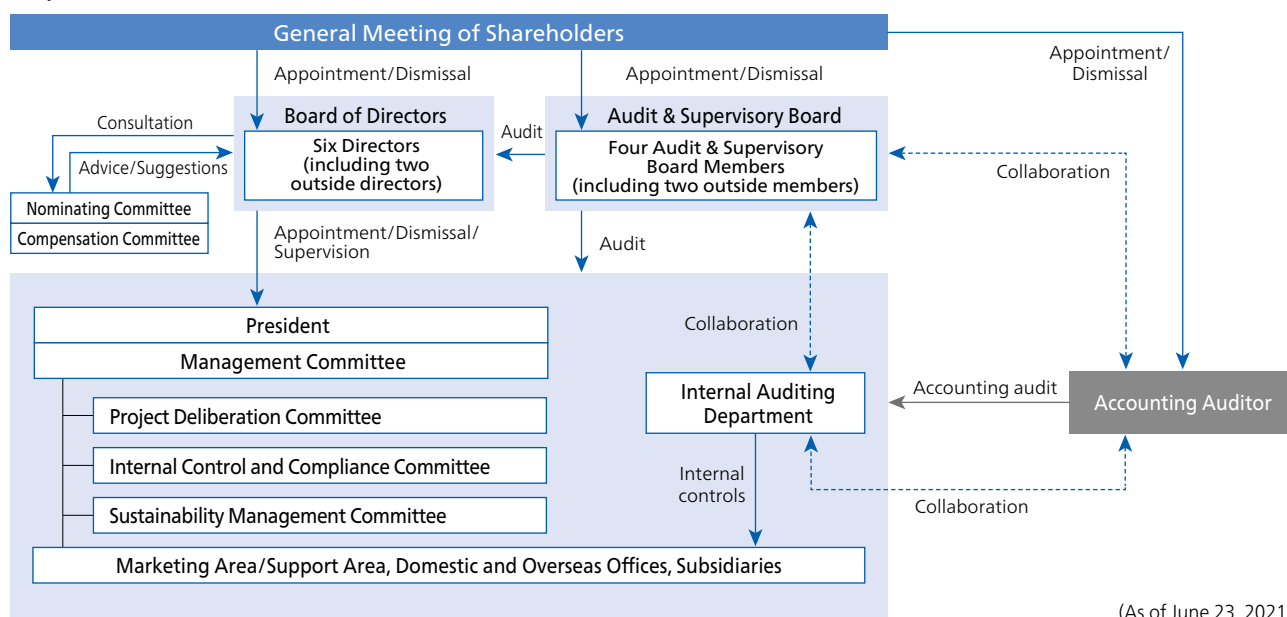 General Meeting of Shareholders
Appointment/Dismissal
Appointment/Dismissal
Appointment/
Dismissal
Consultation
Advice/Suggestions
Nominating Committee
Compensation Committee
Board of Directors
Six Directors
(including two
outside directors)
Audit
Audit & Supervisory Board
Four Audit & Supervisory
Board Members
(including two outside members)
Collaboration
Appointment/Dismissal/
Supervision
Audit
President
Management Committee
Project Deliberation Committee
Internal Control and Compliance Committee
Sustainability Management Committee
Collaboration
Internal Auditing
Department
Accounting audit
Accounting Auditor
Internal
controls
Collaboration
Marketing Area/Support Area, Domestic and Overseas Offices, Subsidiaries
(As of June 23, 2021